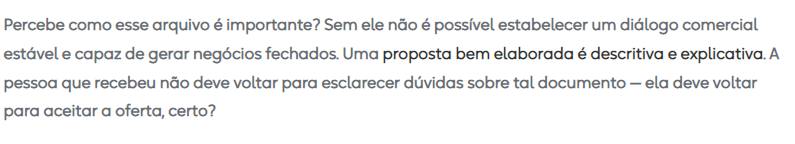 Percebe como esse arquivo é importante? Sem ele não é possível estabelecer um diálogo comercial
estável e capaz de gerar negócios fechados. Uma proposta bem elaborada é descritiva e explicativa. A
pessoa que recebeu não deve voltar para esclarecer dúvidas sobre tal documento — ela deve voltar
para aceitar a oferta, certo?